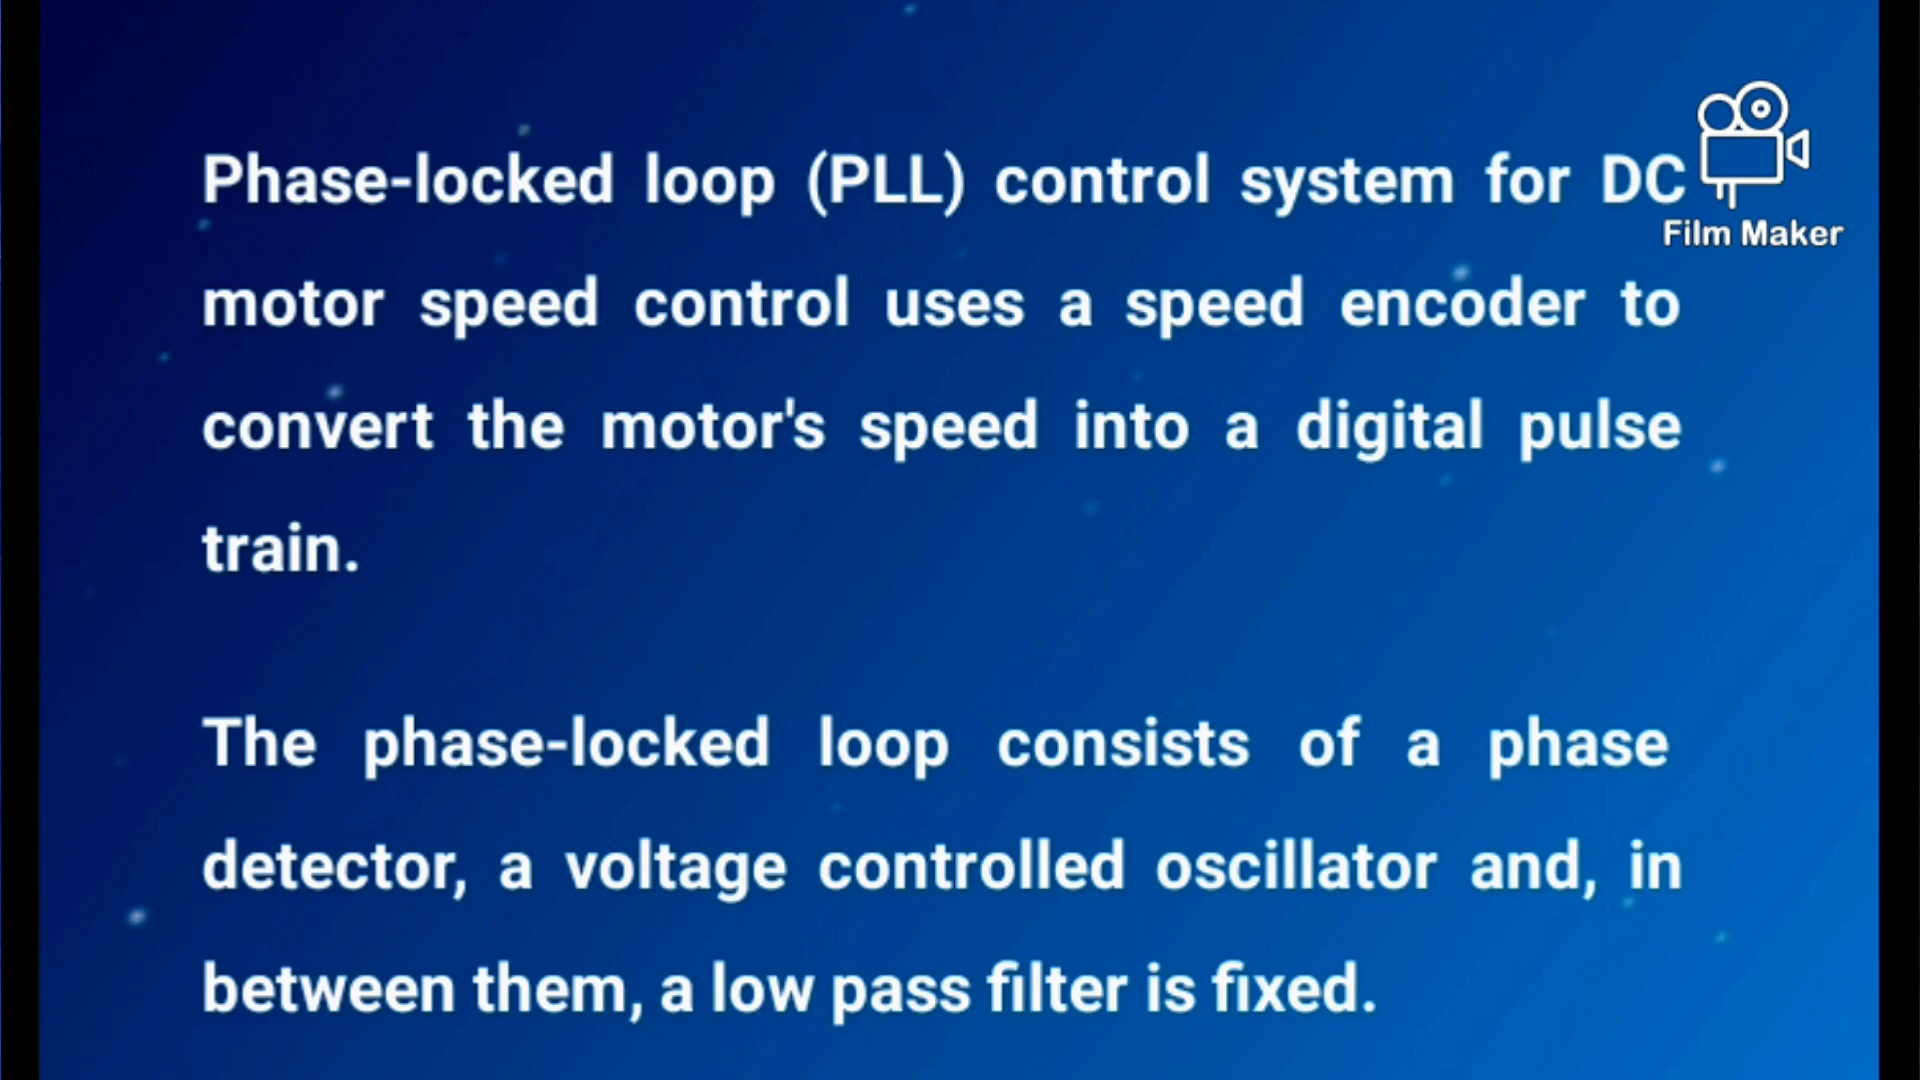 Phase-locked loop (PLL) control system for DC
Film Maker
motor speed control uses a speed encoder to
convert the motor's speed into a digital pulse
train.
The phase-locked loop consists of a phase
detector, a voltage controlled oscillator and, in
between them, a low pass filter is fixed.